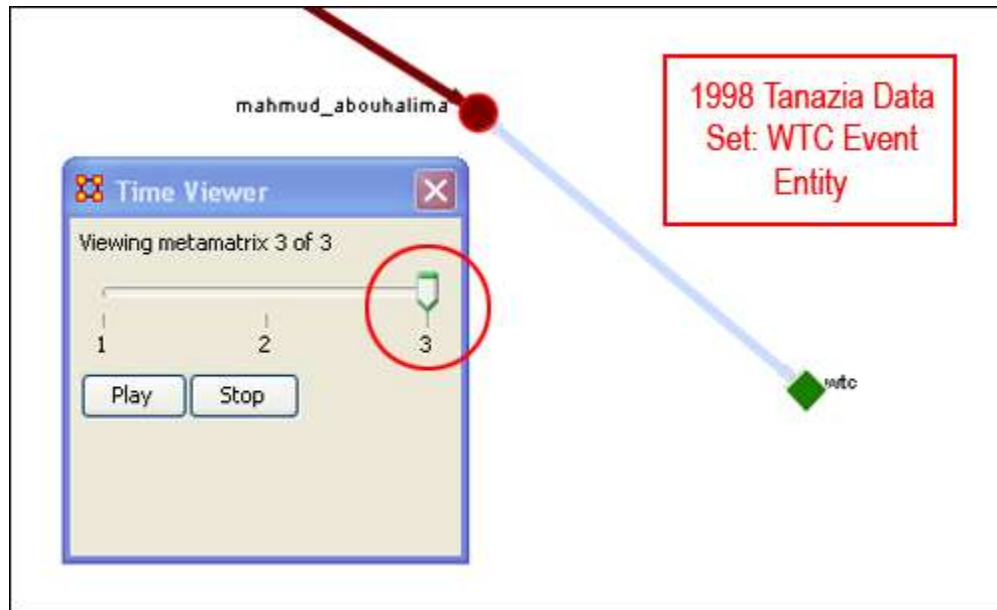 mahmud_abouhalima
1998 Tanazia Data
Set: WTC Event
Entity
Time Viewer
Viewing metamatrix 3 of 3
1 2 3
Play Stop
wtc